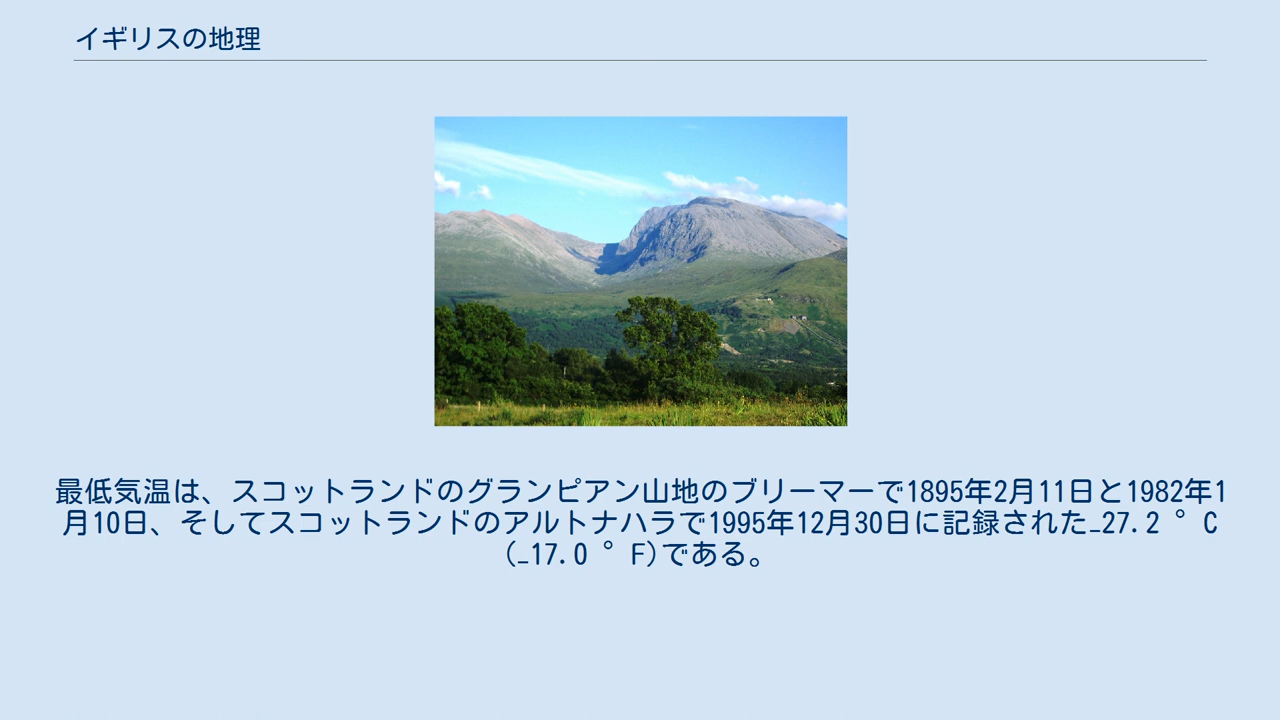 イギリスの地理
最低気温は、スコットランドのグランピアン山地のブリーマーで1895年2月11日と1982年1
月10日、そしてスコットランドのアルトナハラで1995年12月30日に記録された−27.2 ° C
(−17.0 ° F)である。